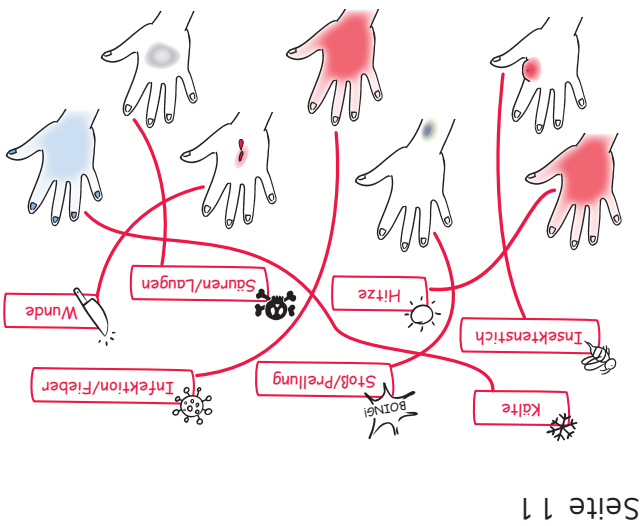 Seite 11
Kälte
BOING!
Stoß/Prellung
Infektion/Fieber
Insektenstich
Hitze
Säuren/Laugen
Wunde